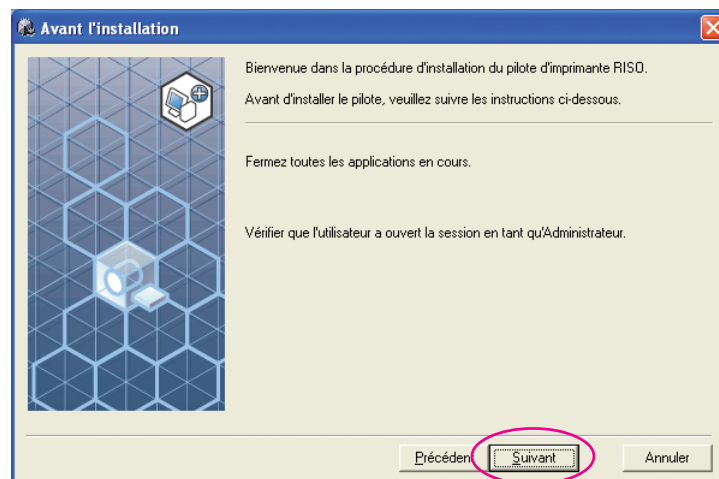 Avant l'installation
Bienvenue dans la procédure d'installation du pilote d'imprimante RISO.
Avant d'installer le pilote, veuillez suivre les instructions ci-dessous.
Fermez toutes les applications en cours.
Vérifier que l'utilisateur a ouvert la session en tant qu'Administrateur.
Précéden Suivant Annuler